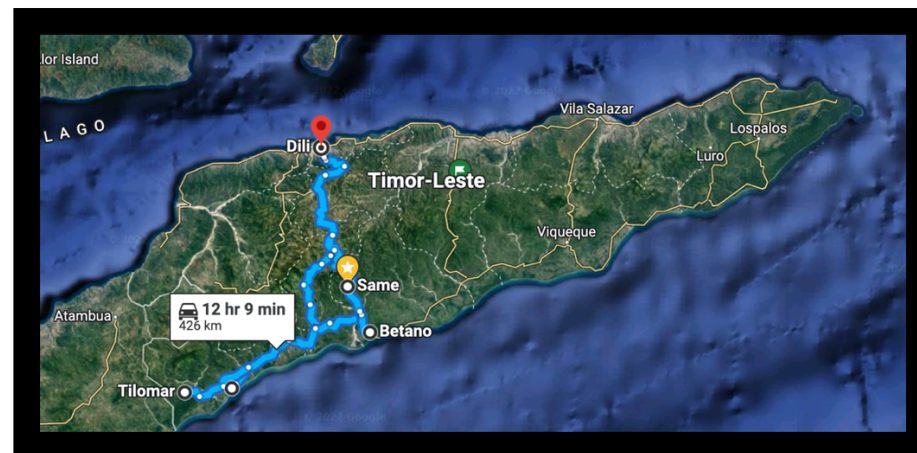 lor Island
LAGO
Vila Salazar
Lospalos
Dili
Luro
Timor-Leste
Viqueque
Same
12 hr 9 min
426 km
Atambua
Betano
Tilomar